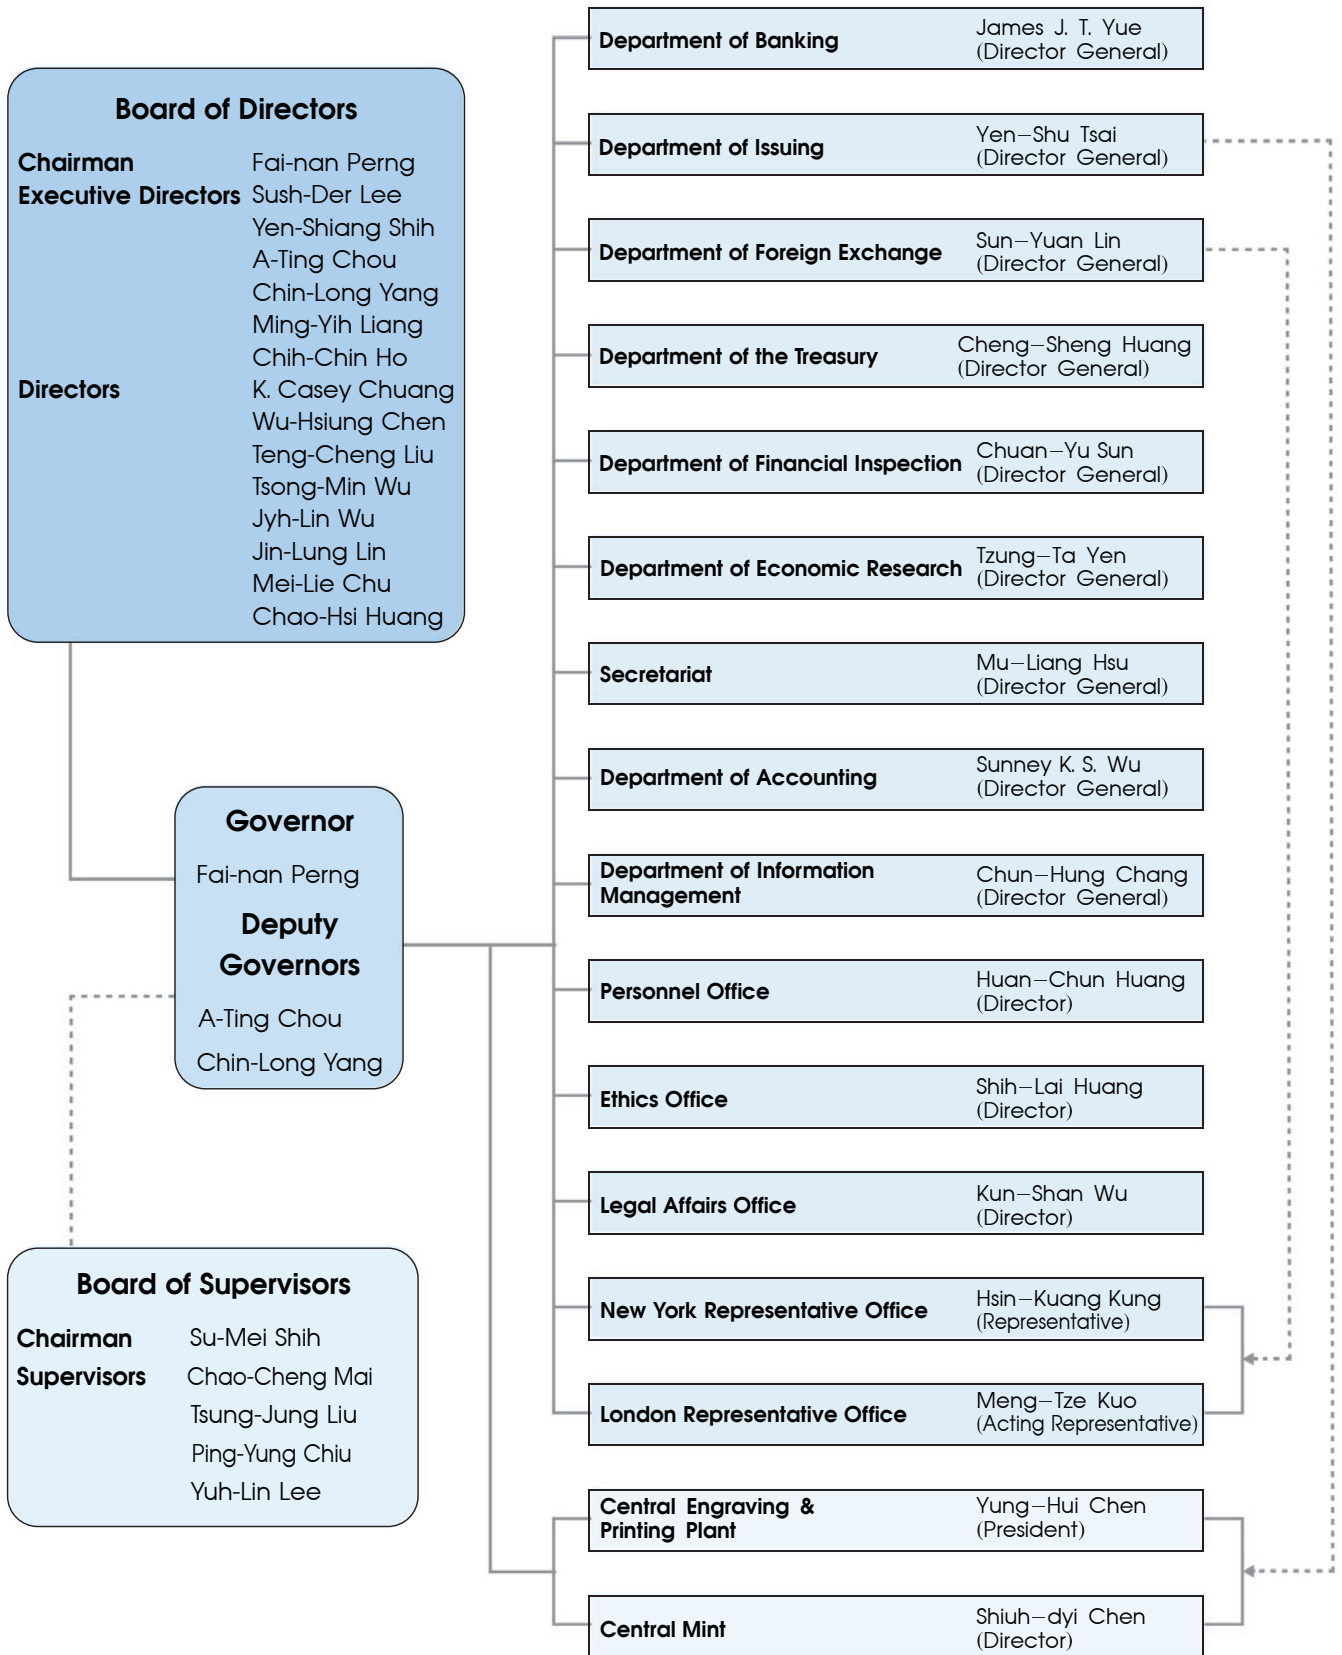 Board of Directors
Chairman Fai-nan Perng
Executive Directors Sush-Der Lee
Yen-Shiang Shih
A-Ting Chou
Chin-Long Yang
Ming-Yih Liang
Chih-Chin Ho
Directors K. Casey Chuang
Wu-Hsiung Chen
Teng-Cheng Liu
Tsong-Min Wu
Jyh-Lin Wu
Jin-Lung Lin
Mei-Lie Chu
Chao-Hsi Huang
Governor
Fai-nan Perng
Deputy
Governors
A-Ting Chou
Chin-Long Yang
Board of Supervisors
Chairman Su-Mei Shih
Supervisors Chao-Cheng Mai
Tsung-Jung Liu
Ping-Yung Chiu
Yuh-Lin Lee
Department of Banking
James J. T. Yue
(Director General)
Department of Issuing
Yen-Shu Tsai
(Director General)
Department of Foreign Exchange
Sun-Yuan Lin
(Director General)
Department of the Treasury
Cheng-Sheng Huang
(Director General)
Department of Financial Inspection
Chuan-Yu Sun
(Director General)
Department of Economic Research
Tzung-Ta Yen
(Director General)
Secretariat
Mu-Liang Hsu
(Director General)
Department of Accounting
Sunney K. S. Wu
(Director General)
Department of Information
Management
Chun-Hung Chang
(Director General)
Personnel Office
Huan-Chun Huang
(Director)
Ethics Office
Shih-Lai Huang
(Director)
Legal Affairs Office
Kun-Shan Wu
(Director)
New York Representative Office
Hsin-Kuang Kung
(Representative)
London Representative Office
Meng-Tze Kuo
(Acting Representative)
Central Engraving &
Printing Plant
Yung-Hui Chen
(President)
Central Mint
Shiuh-dyi Chen
(Director)